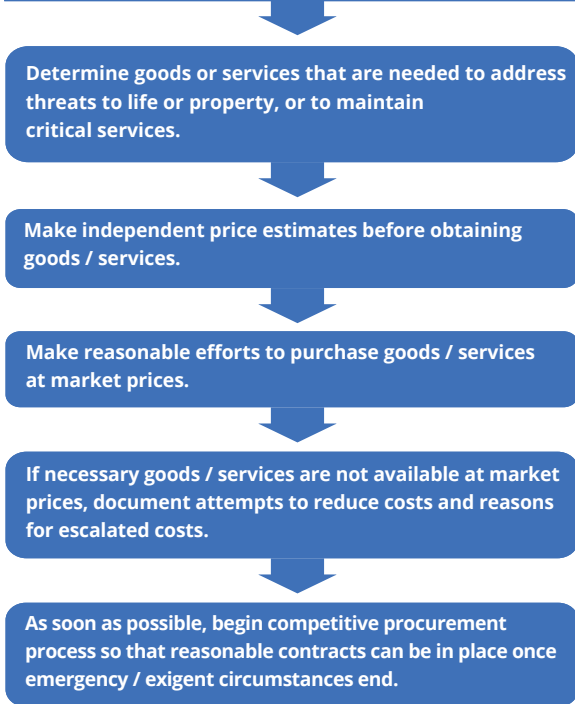 Determine goods or services that are needed to address
threats to life or property, or to maintain
critical services.
Make independent price estimates before obtaining
goods / services.
Make reasonable efforts to purchase goods / services
at market prices.
If necessary goods / services are not available at market
prices, document attempts to reduce costs and reasons
for escalated costs.
As soon as possible, begin competitive procurement
process so that reasonable contracts can be in place once
emergency / exigent circumstances end.